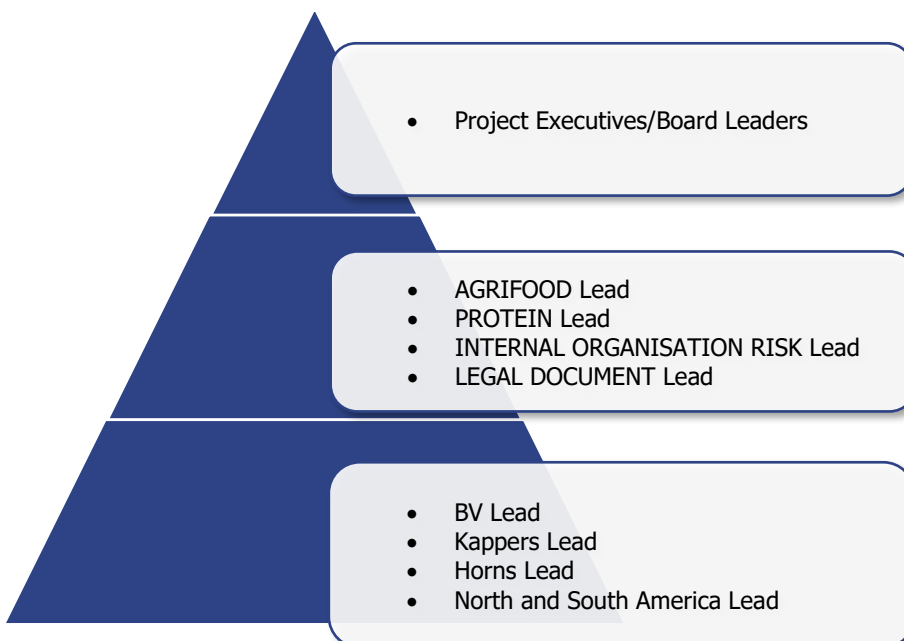 • Project Executives/Board Leaders
• AGRIFOOD Lead
• PROTEIN Lead
• INTERNAL ORGANISATION RISK Lead
• LEGAL DOCUMENT Lead
• BV Lead
• Kappers Lead
• Horns Lead
• North and South America Lead